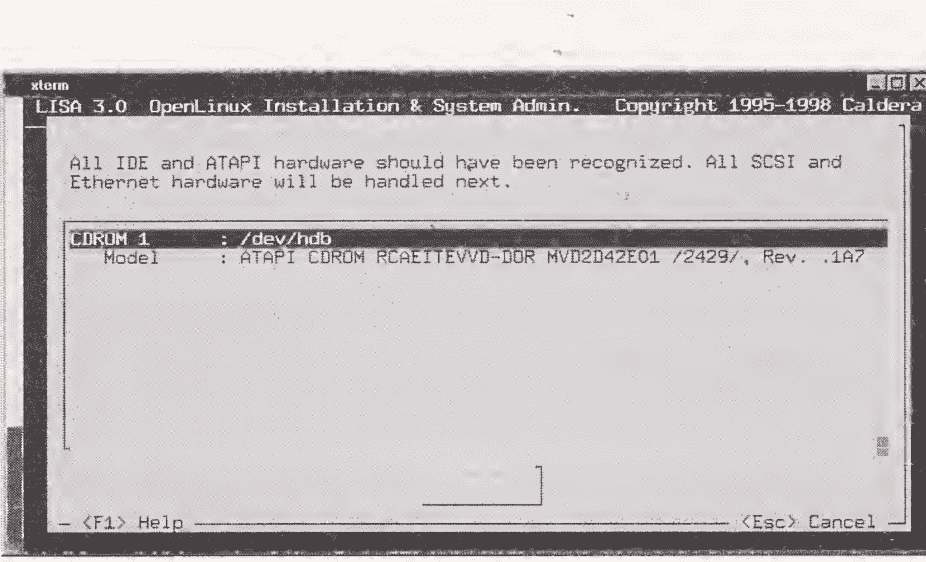 xterm
LISA 3.0 OpenLinux Installation & System Admin. Copyright 1995-1998 Caldera
All IDE and ATAPI hardware should have been recognized. All SCSI and
Ethernet hardware will be handled next.
CDROM 1 : /dev/hdb
Model : ATAPI CDROM RCAEITEVVD-DOR MVD2D42E01 /2429/, Rev. .1A7
<F1> Help <Esc> Cancel